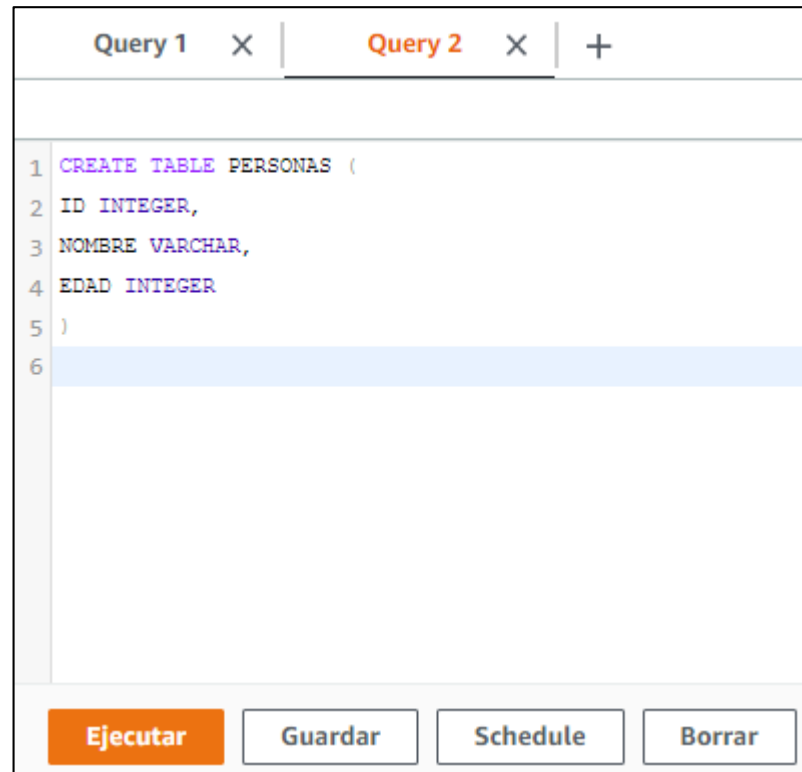 Query 1 Query 2
1 CREATE TABLE PERSONAS (
2 ID INTEGER,
3 NOMBRE VARCHAR,
4 EDAD INTEGER
5 )
6
Ejecutar Guardar Schedule Borrar